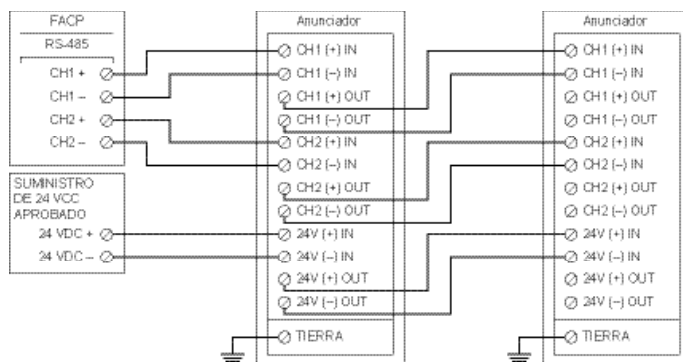 FACP
RS-485
CH1 +
CH1 –
CH2 +
CH2 –
SUMINISTRO
DE 24 VCC
APROBADO
24 VDC +
24 VDC –
Anunciador
CH1 (+) IN
CH1 (–) IN
CH1 (+) OUT
CH1 (–) OUT
CH2 (+) IN
CH2 (–) IN
CH2 (+) OUT
CH2 (–) OUT
24V (+) IN
24V (–) IN
24V (+) OUT
24V (–) OUT
TIERRA
Anunciador
CH1 (+) IN
CH1 (–) IN
CH1 (+) OUT
CH1 (–) OUT
CH2 (+) IN
CH2 (–) IN
CH2 (+) OUT
CH2 (–) OUT
24V (+) IN
24V (–) IN
24V (+) OUT
24V (–) OUT
TIERRA